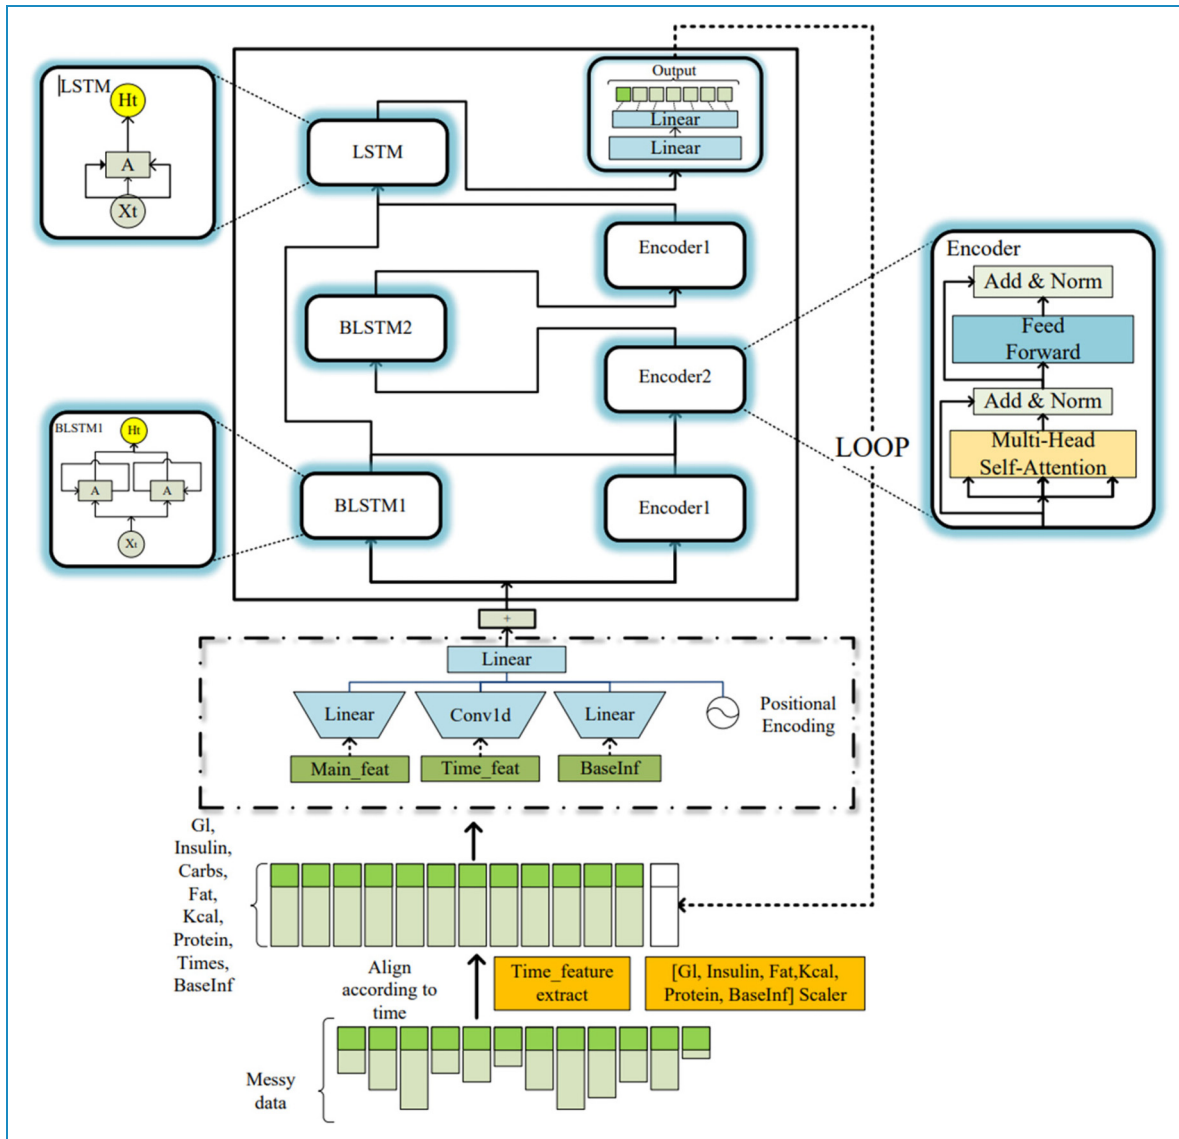 LSTM
Ht
A
Xt
Output
Linear
Linear
LSTM
Encoder1
BLSTM2
Encoder2
BLSTM1
Ht
A
A
Xt
BLSTM1
Encoder1
LOOP
Encoder
Add & Norm
Feed
Forward
Add & Norm
Multi-Head
Self-Attention
+
Linear
Linear
Conv1d
Linear
Positional
Encoding
Main_feat
Time_feat
BaseInf
Gl,
Insulin,
Carbs,
Fat,
Kcal,
Protein,
Times,
BaseInf
Align
according to
time
Time_feature
extract
[Gl, Insulin, Fat,Kcal,
Protein, BaseInf] Scaler
Messy
data